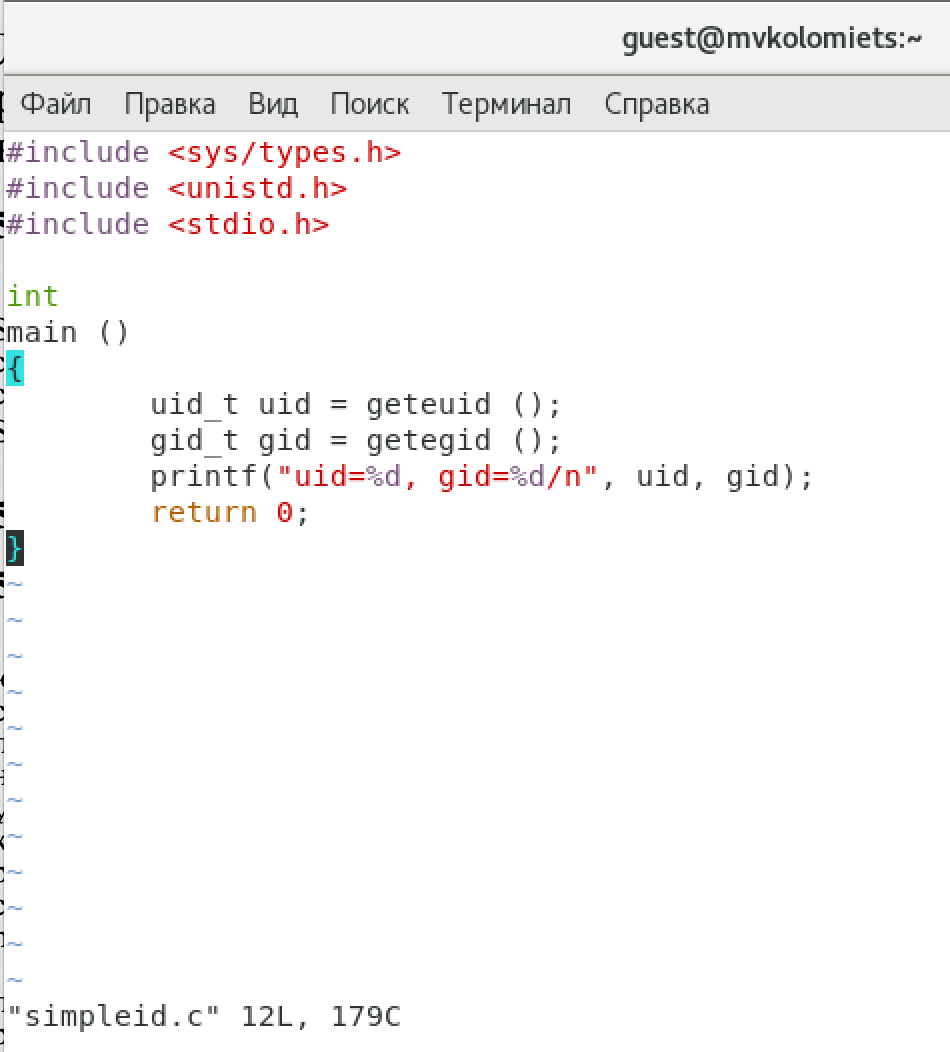 guest@mvkolomiets:~
Файл Правка Вид Поиск Терминал Справка
#include <sys/types.h>
#include <unistd.h>
#include <stdio.h>
int
main ()
{
uid_t uid = geteuid ();
gid_t gid = getegid ();
printf("uid=%d, gid=%d/n", uid, gid);
return 0;
}
~
~
~
~
~
~
~
~
~
~
~
~
"simpleid.c" 12L, 179C